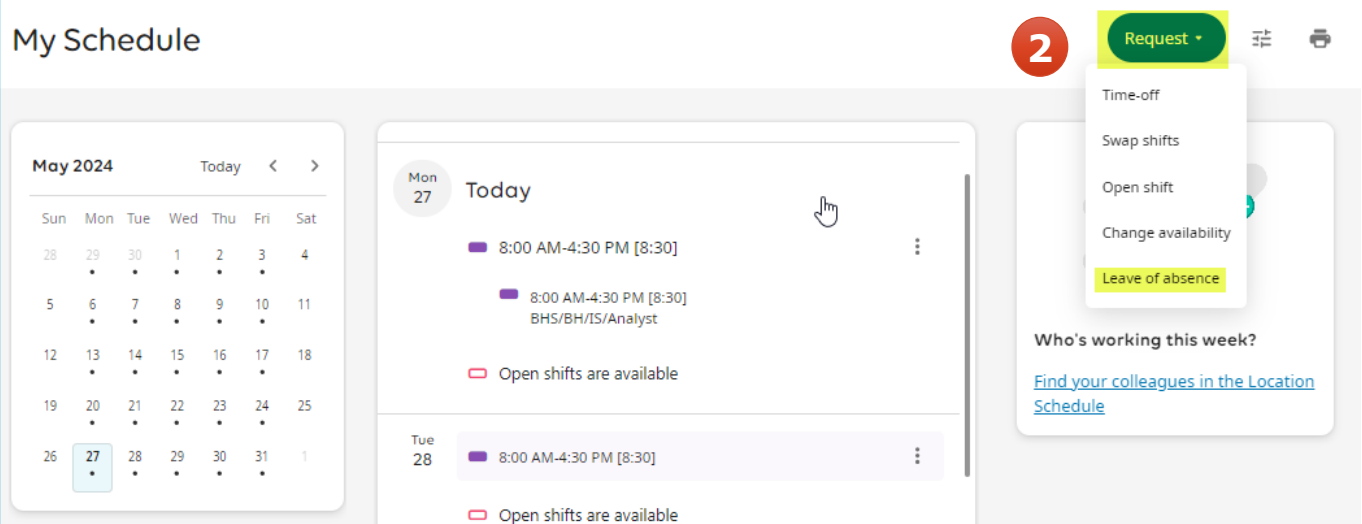 My Schedule
2
Request
Time-off
Swap shifts
Open shift
Change availability
Leave of absence
May 2024
Today
Sun Mon Tue Wed Thu Fri Sat
28 29 30 1 2 3 4
5 6 7 8 9 10 11
12 13 14 15 16 17 18
19 20 21 22 23 24 25
26 27 28 29 30 31 1
Mon
27
Today
8:00 AM-4:30 PM [8:30]
8:00 AM-4:30 PM [8:30]
BHS/BH/IS/Analyst
Open shifts are available
Tue
28
8:00 AM-4:30 PM [8:30]
Open shifts are available
Who's working this week?
Find your colleagues in the Location
Schedule